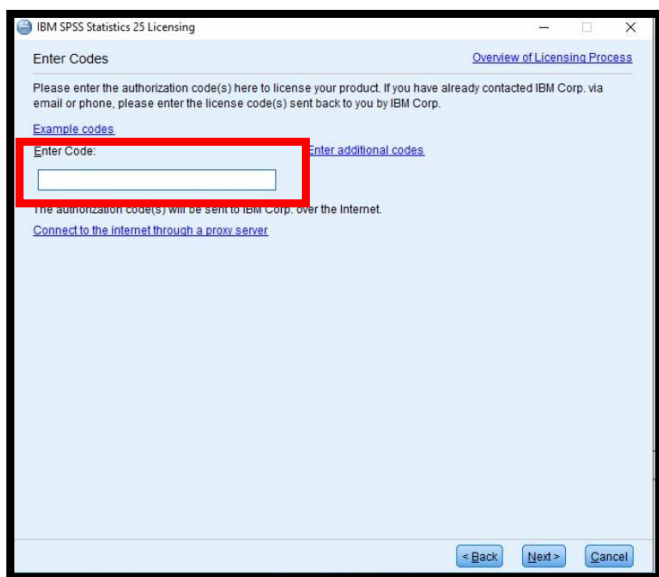 IBM SPSS Statistics 25 Licensing
Enter Codes
Overview of Licensing Process
Please enter the authorization code(s) here to license your product. If you have already contacted IBM Corp. via
email or phone, please enter the license code(s) sent back to you by IBM Corp.
Example codes
Enter Code:
Enter additional codes
The authorization code(s) will be sent to IBM Corp. over the Internet.
Connect to the internet through a proxy server
< Back
Next >
Cancel